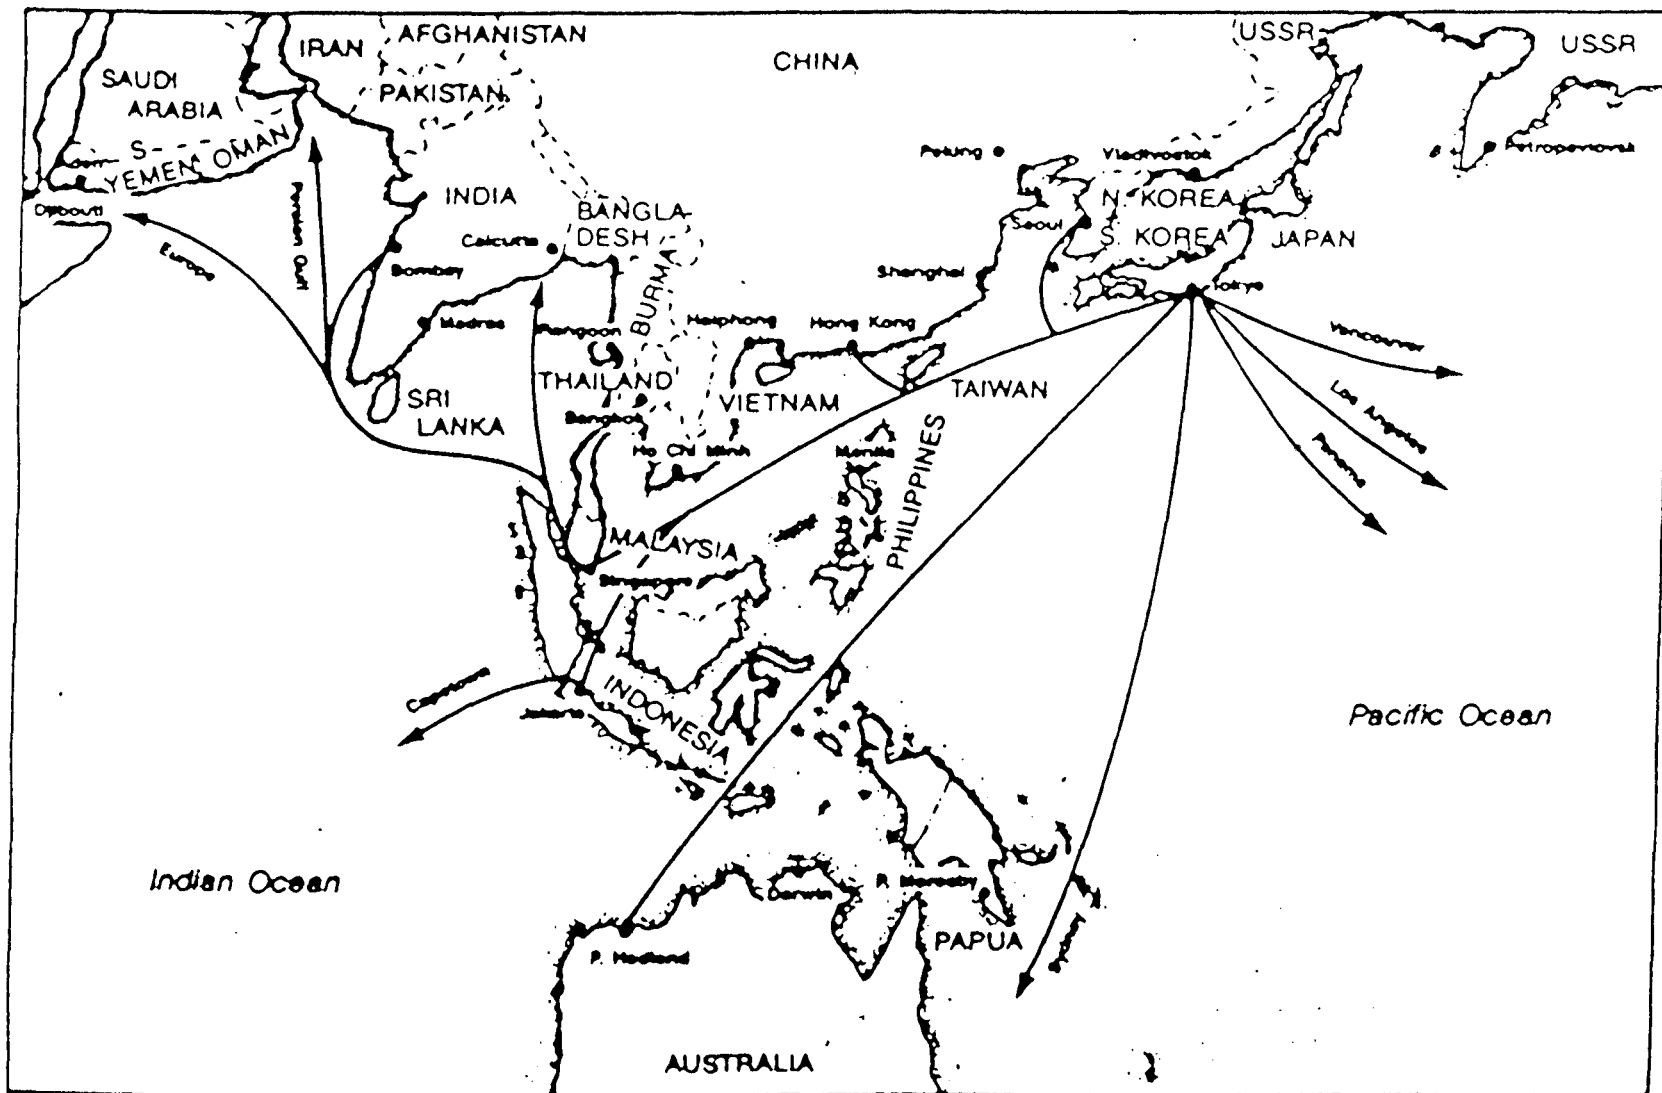 IRAN
AFGHANISTAN
CHINA
USSR
USSR
SAUDI
ARABIA
PAKISTAN
S
YEMEN
OMAN
Peking
Vladivostok
Petropavlovsk
Djibouti
INDIA
BANGLA-
DESH
N. KOREA
Seoul
S. KOREA
JAPAN
Europe
Persian Gulf
Calcutta
Bombay
BURMA
Shanghai
Tokyo
Madras
Rangoon
Haiphong
Hong Kong
Vancouver
THAILAND
VIETNAM
TAIWAN
SRI
LANKA
Bangkok
Los Angeles
Panama
Ho Chi Minh
Manila
PHILIPPINES
MALAYSIA
Singapore
Capetown
INDONESIA
Jakarta
Pacific Ocean
Indian Ocean
Darwin
P. Moresby
PAPUA
Sydney
P. Hedland
AUSTRALIA